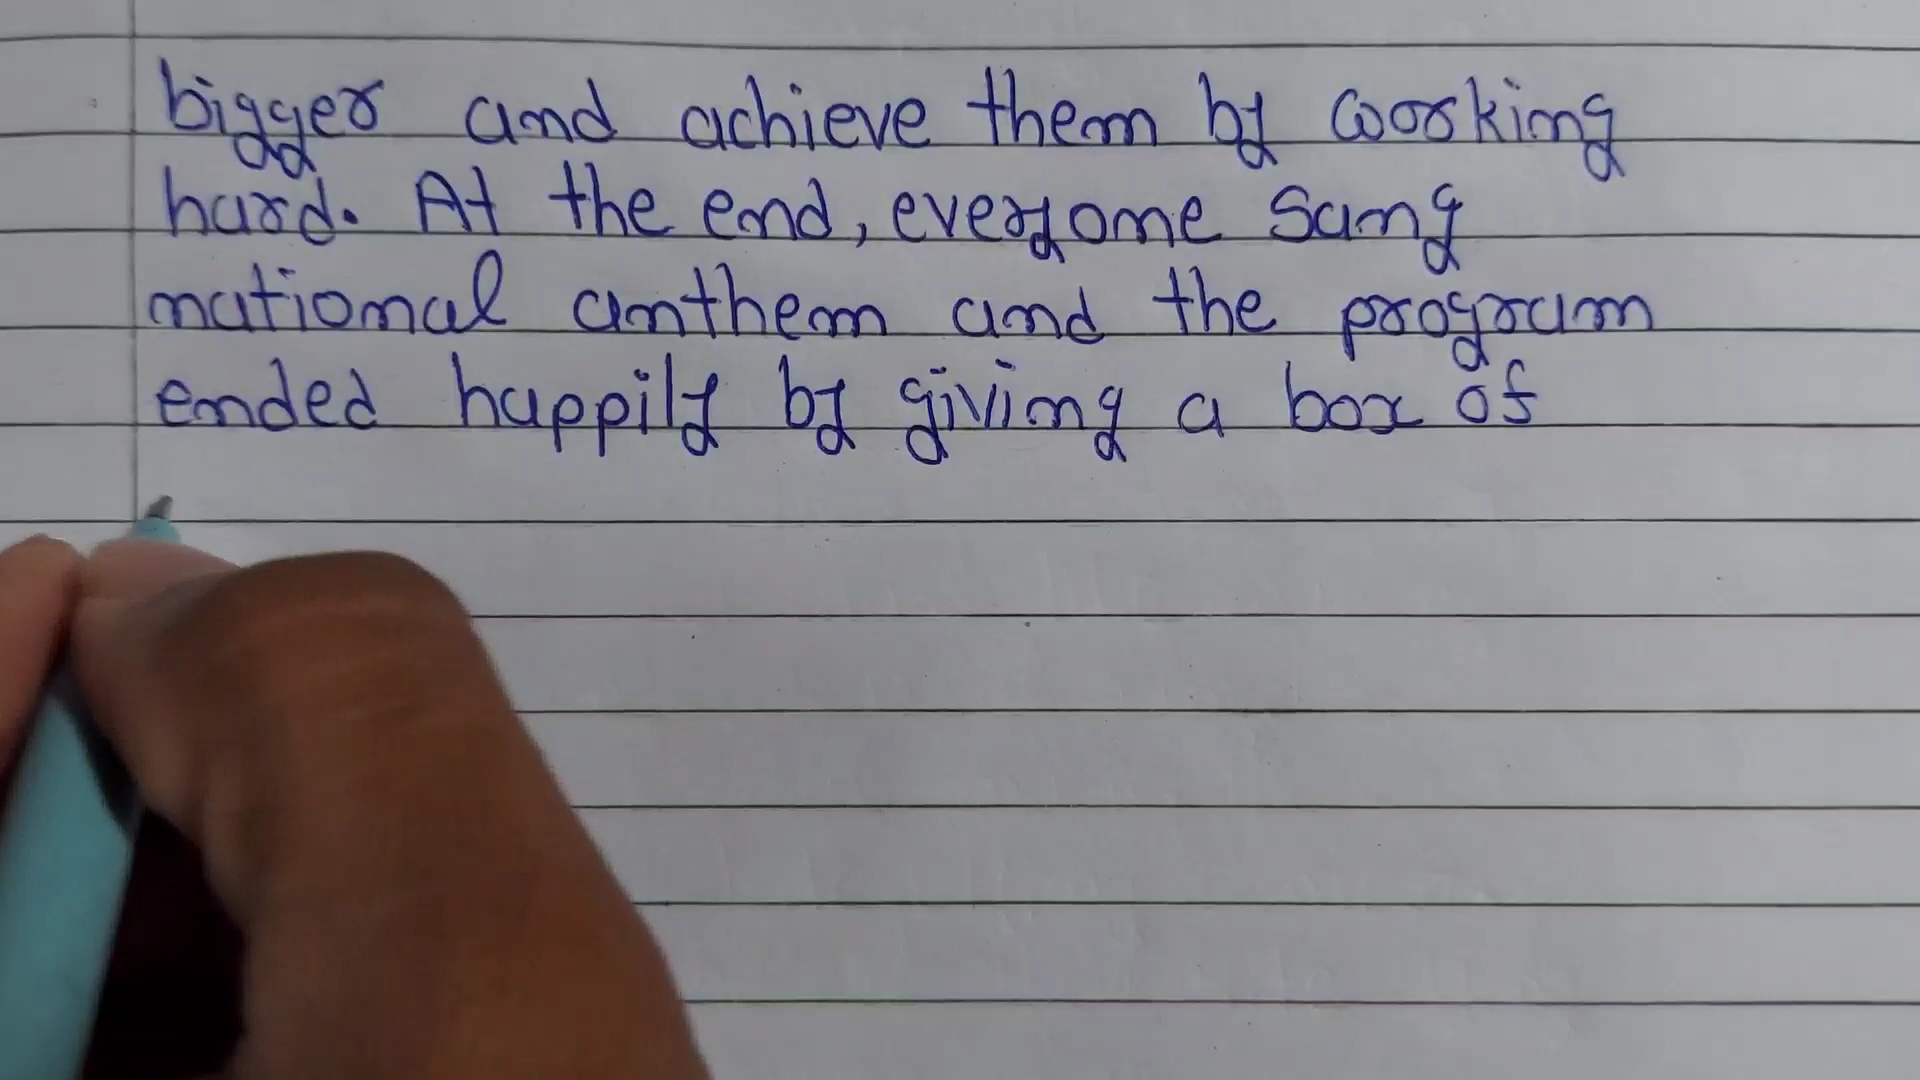 bigger and achieve them by working
hard. At the end, everyone sang
national anthem and the program
ended happily by giving a box of